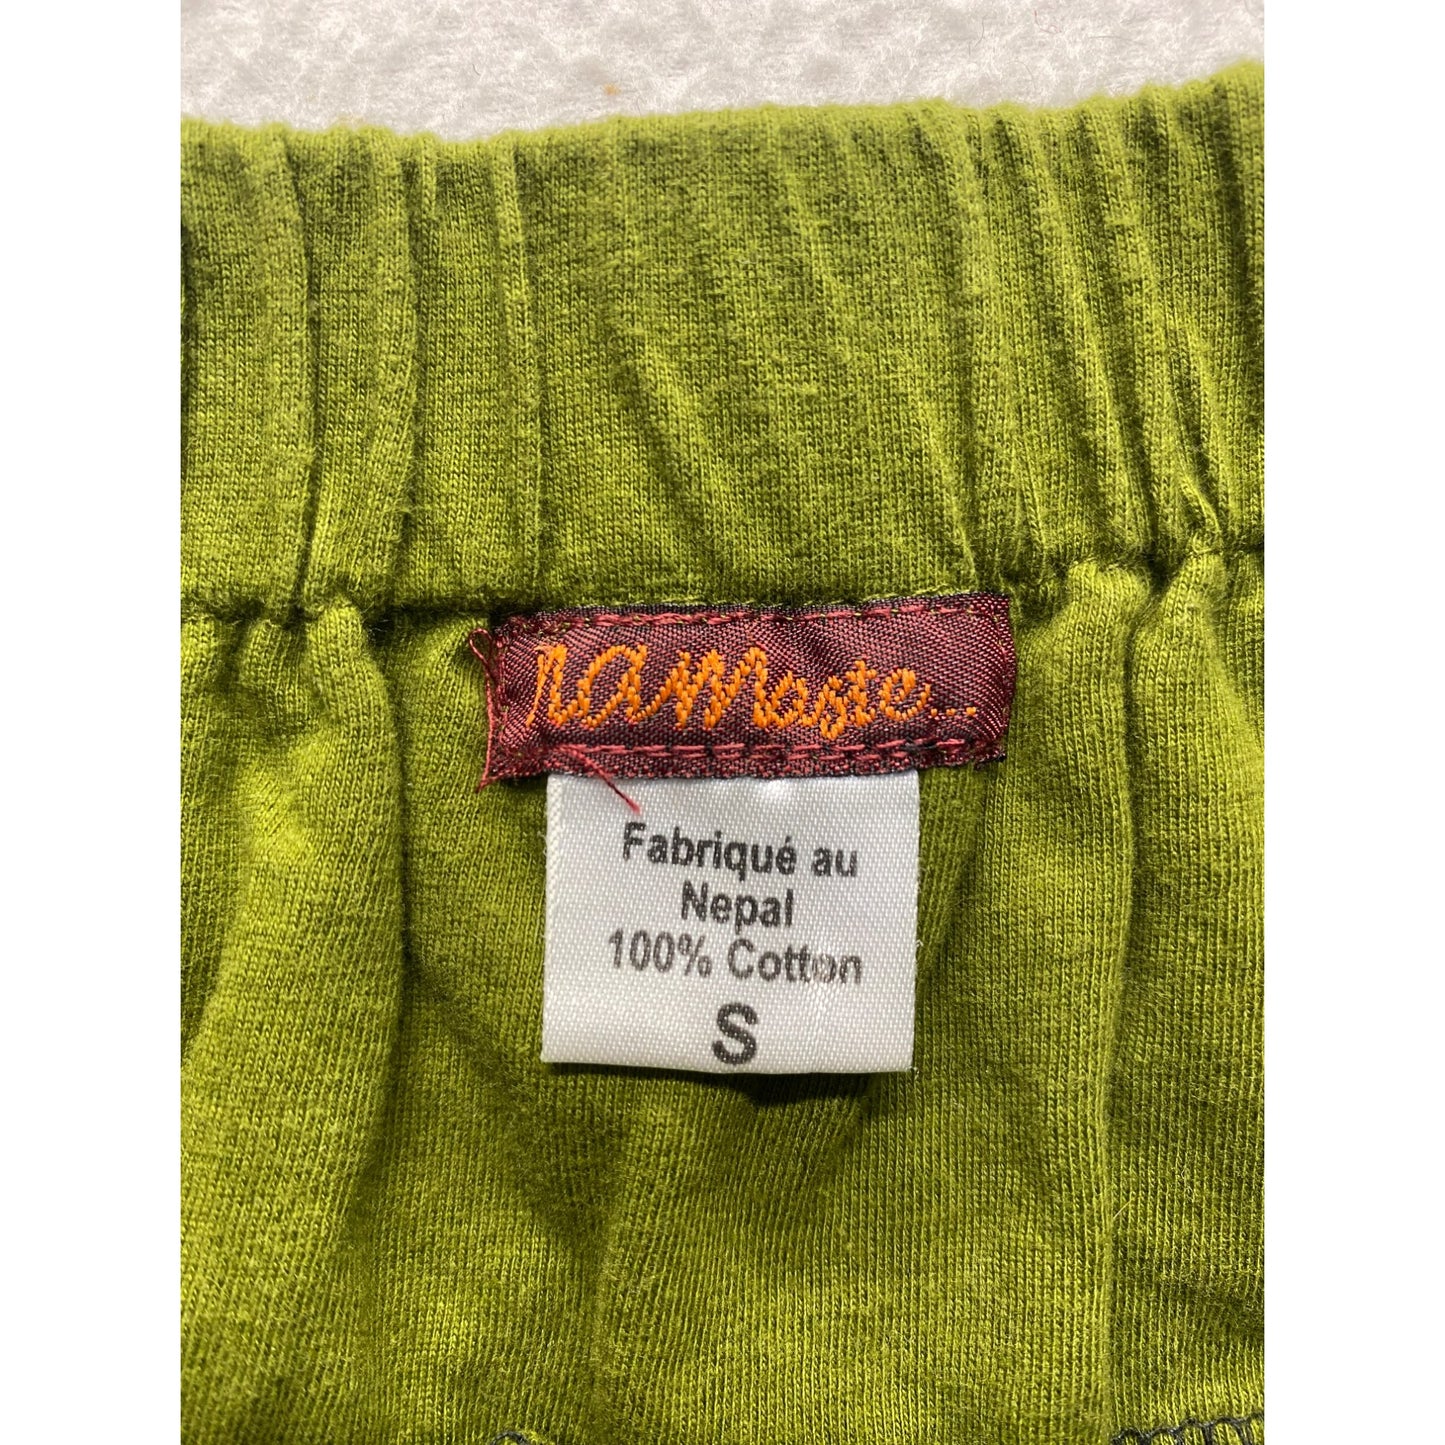 NAMaste...
Fabriqué au
Nepal
100% Cotton
S